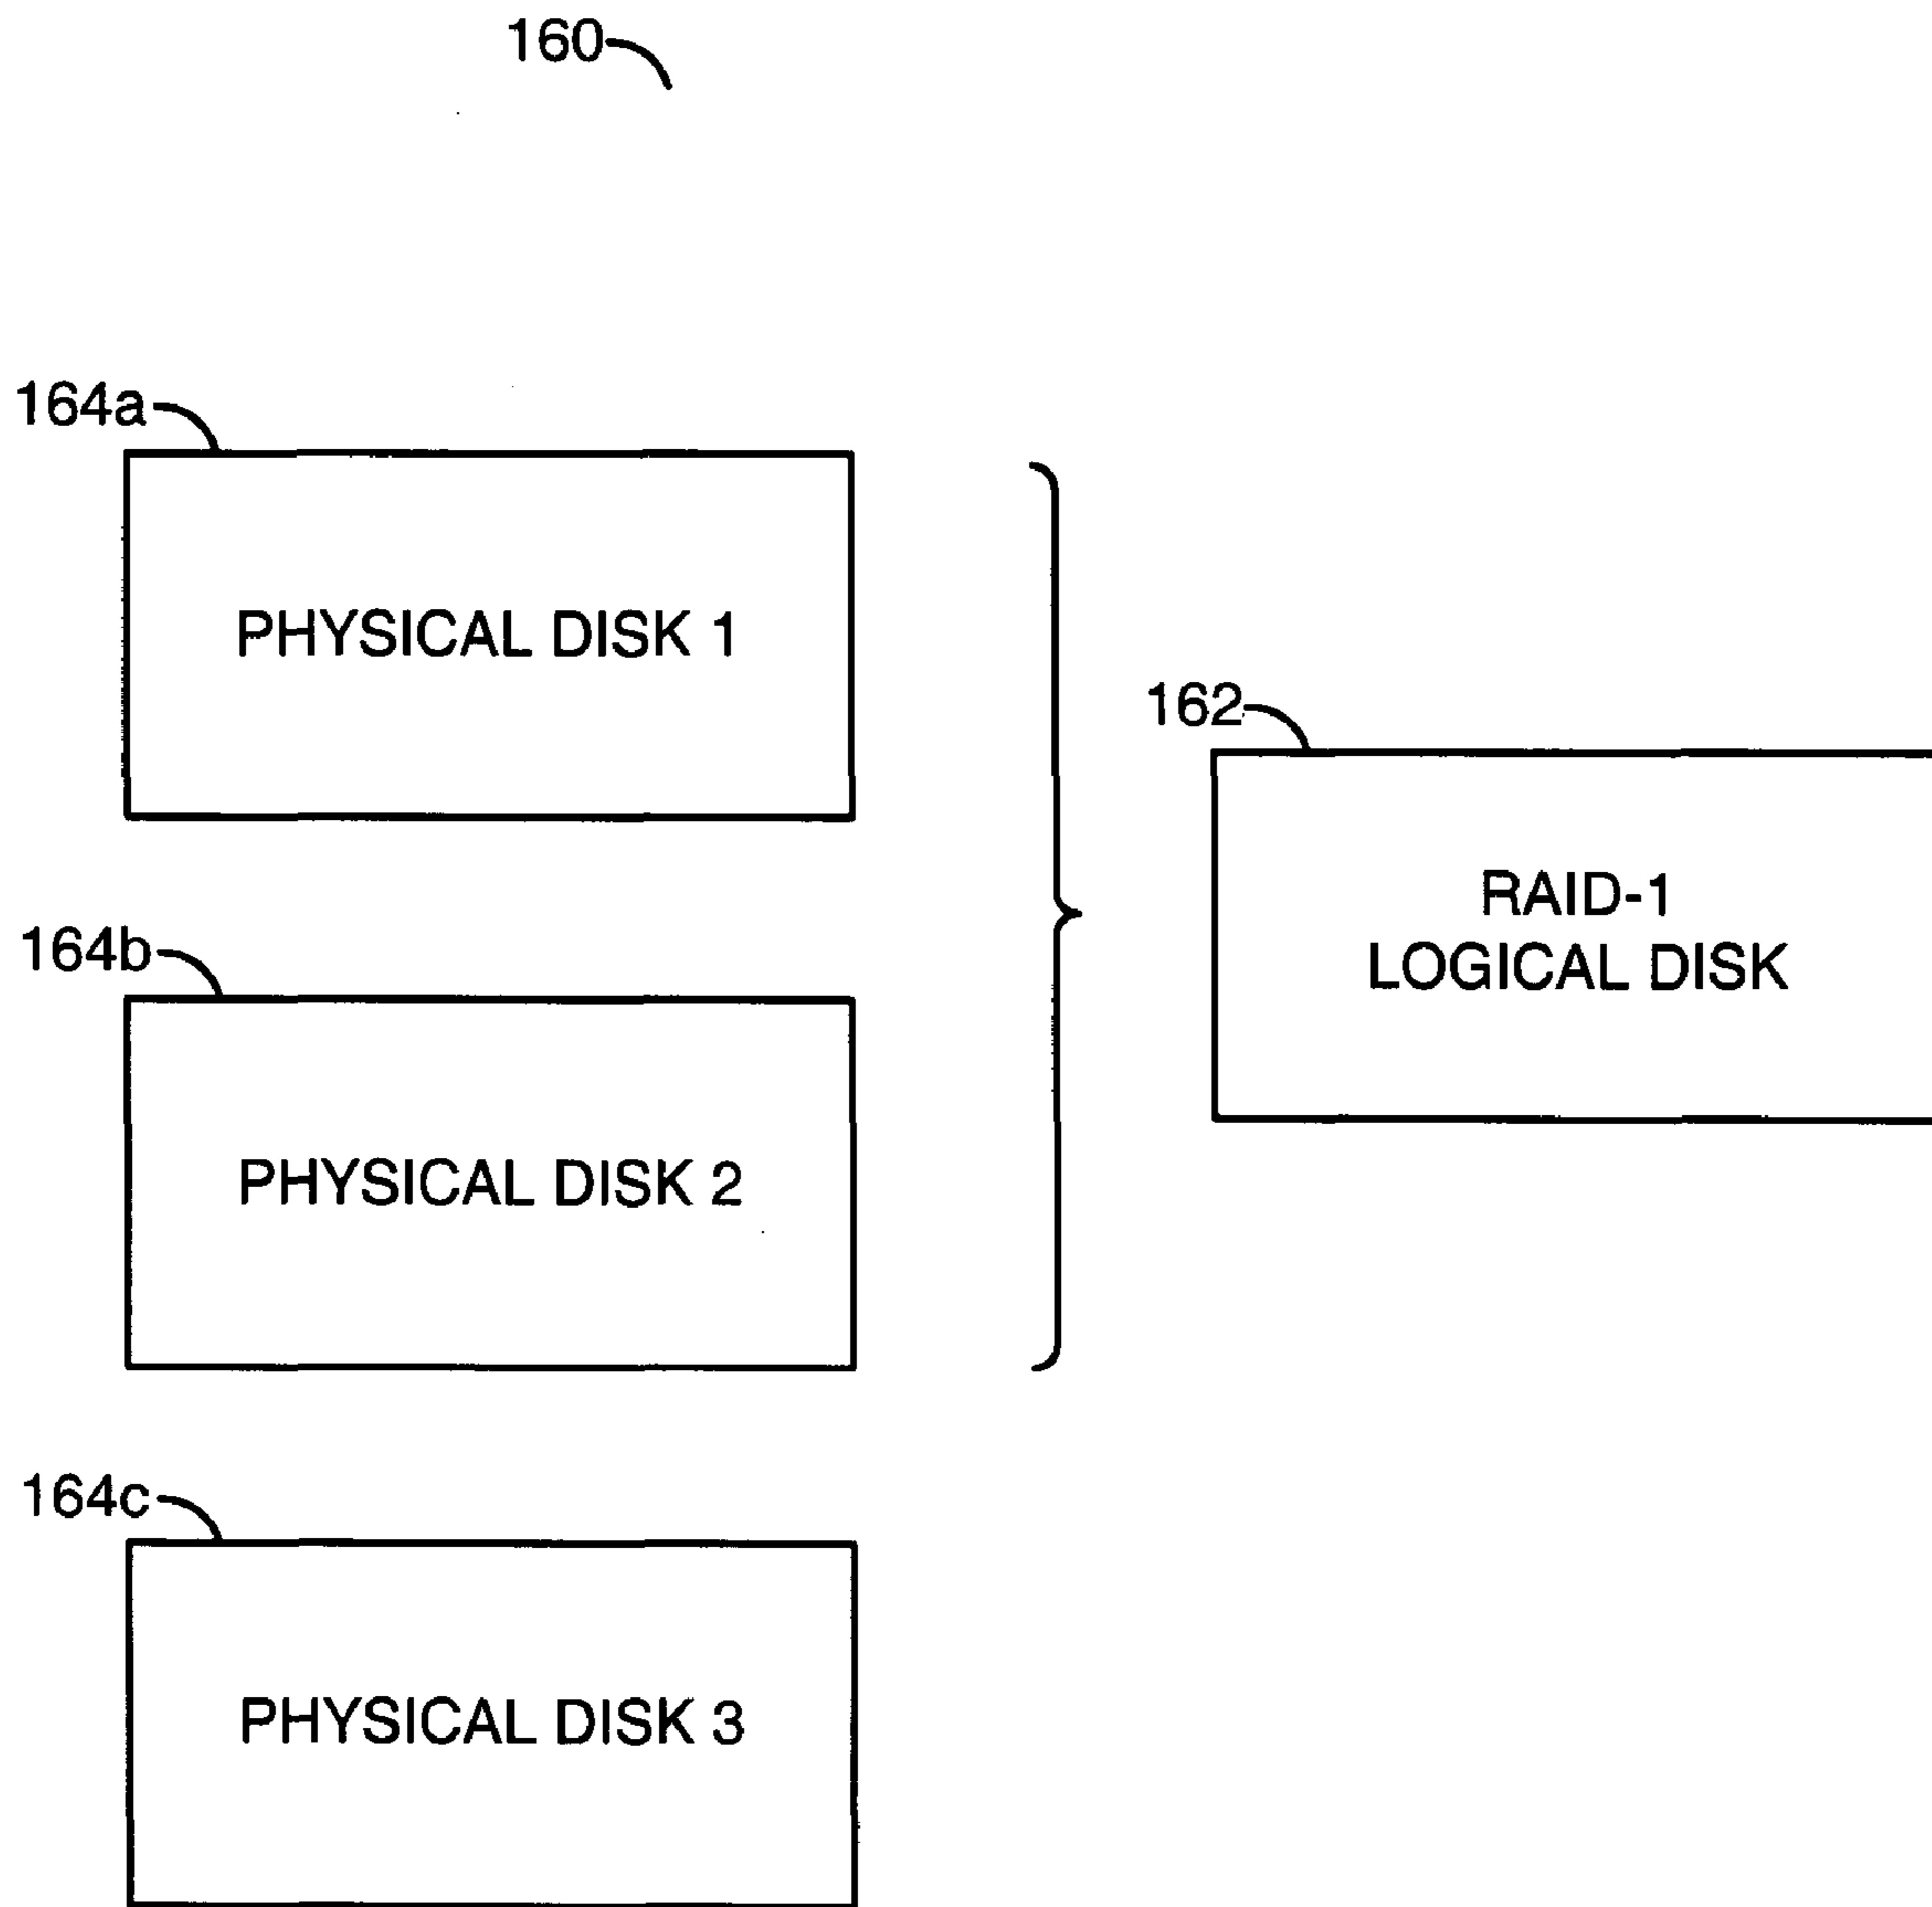 160
164a
PHYSICAL DISK 1
162
RAID-1
LOGICAL DISK
164b
PHYSICAL DISK 2
164c
PHYSICAL DISK 3